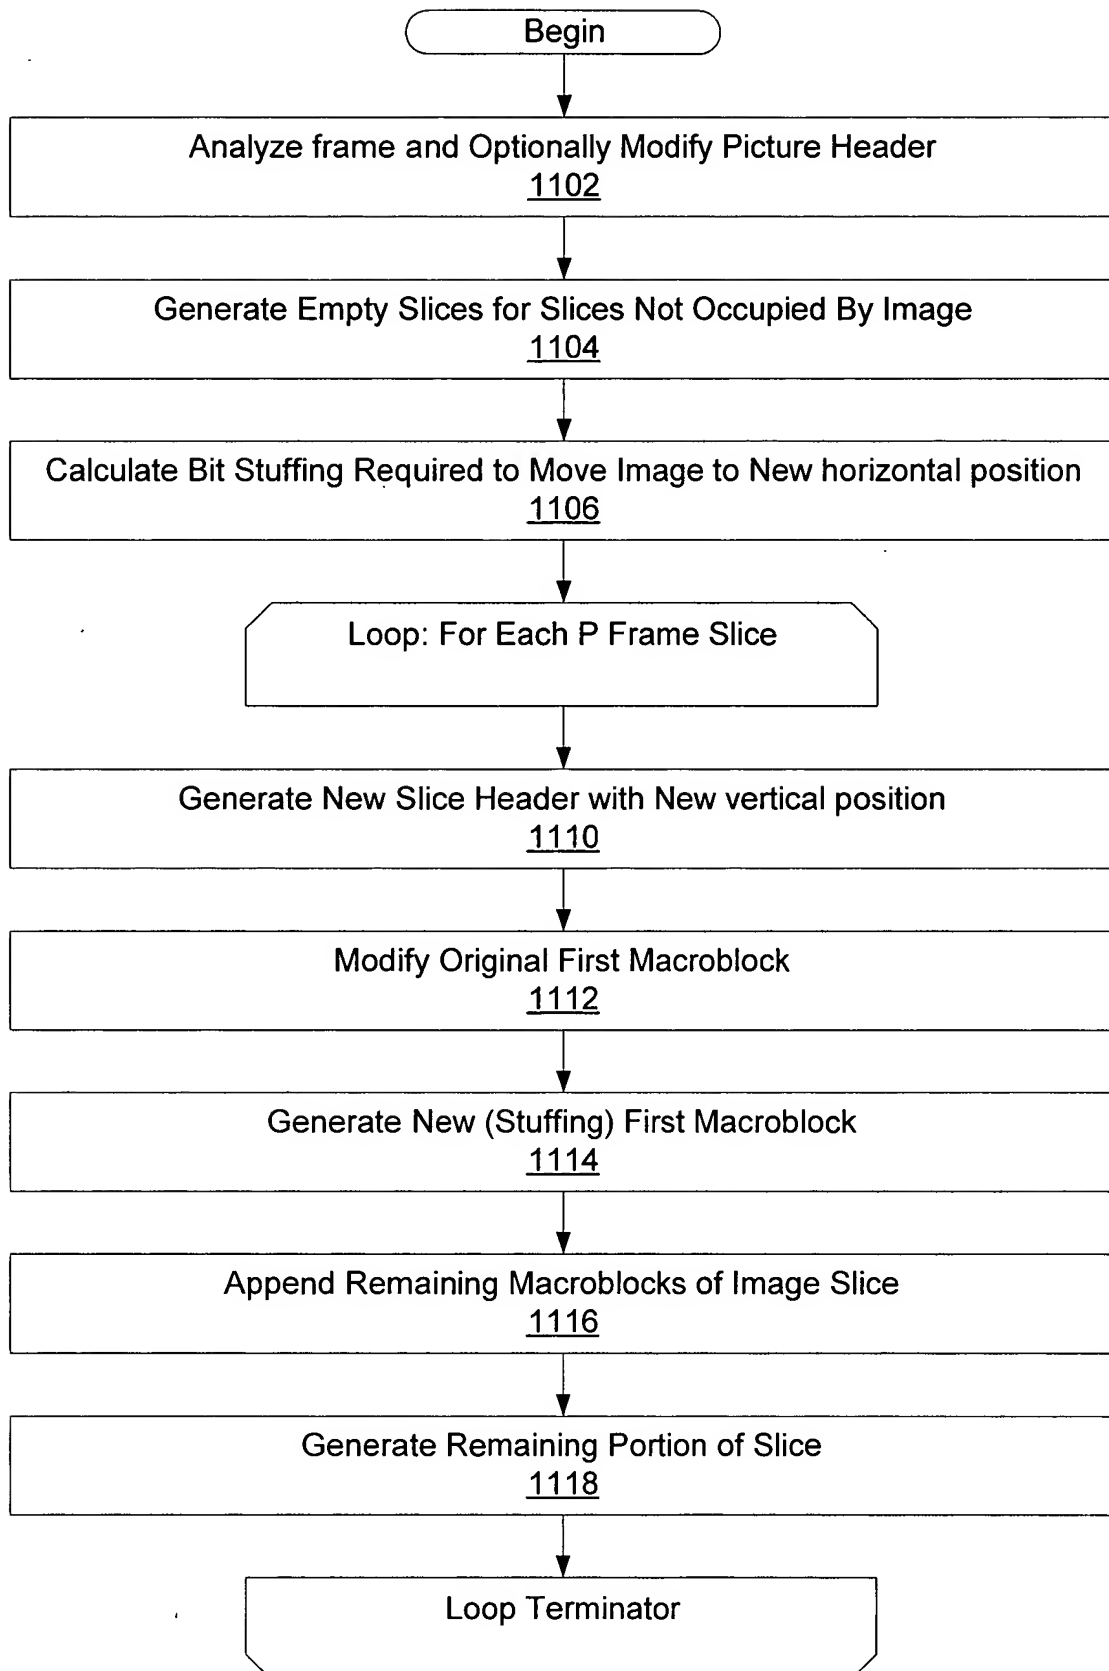 Begin
Analyze frame and Optionally Modify Picture Header
1102
Generate Empty Slices for Slices Not Occupied By Image
1104
Calculate Bit Stuffing Required to Move Image to New horizontal position
1106
Loop: For Each P Frame Slice
Generate New Slice Header with New vertical position
1110
Modify Original First Macroblock
1112
Generate New (Stuffing) First Macroblock
1114
Append Remaining Macroblocks of Image Slice
1116
Generate Remaining Portion of Slice
1118
Loop Terminator